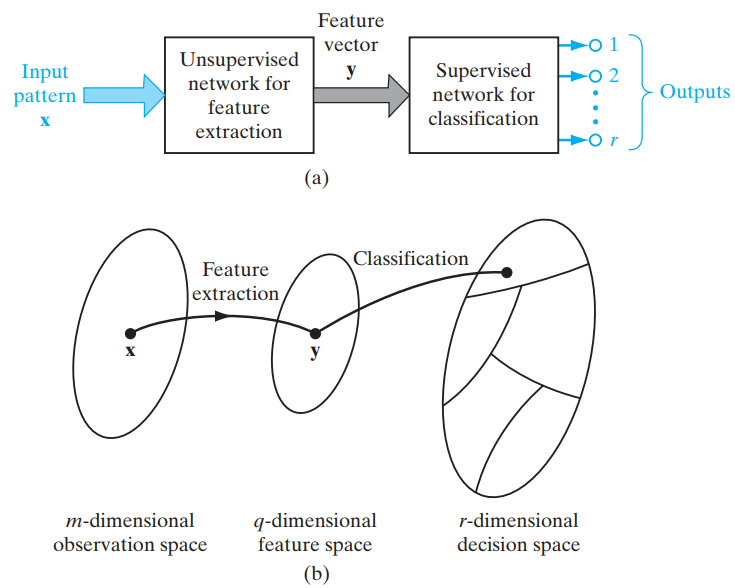 Input
pattern
x
Unsupervised
network for
feature
extraction
Feature
vector
y
Supervised
network for
classification
1
2
r
Outputs
(a)
Feature
extraction
Classification
x
y
m-dimensional
observation space
q-dimensional
feature space
r-dimensional
decision space
(b)